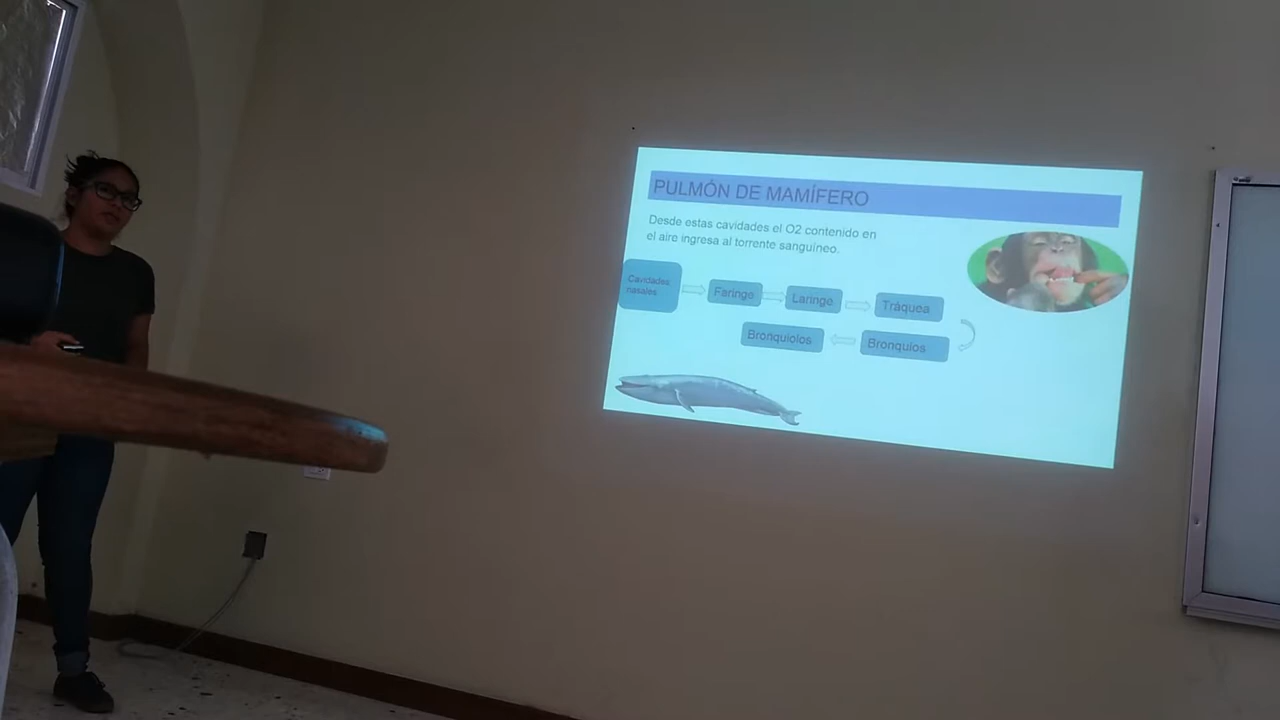 PULMÓN DE MAMÍFERO
Desde estas cavidades el O2 contenido en
el aire ingresa al torrente sanguíneo.
Cavidades
nasales
Faringe
Laringe
Tráquea
Bronquios
Bronquiolos